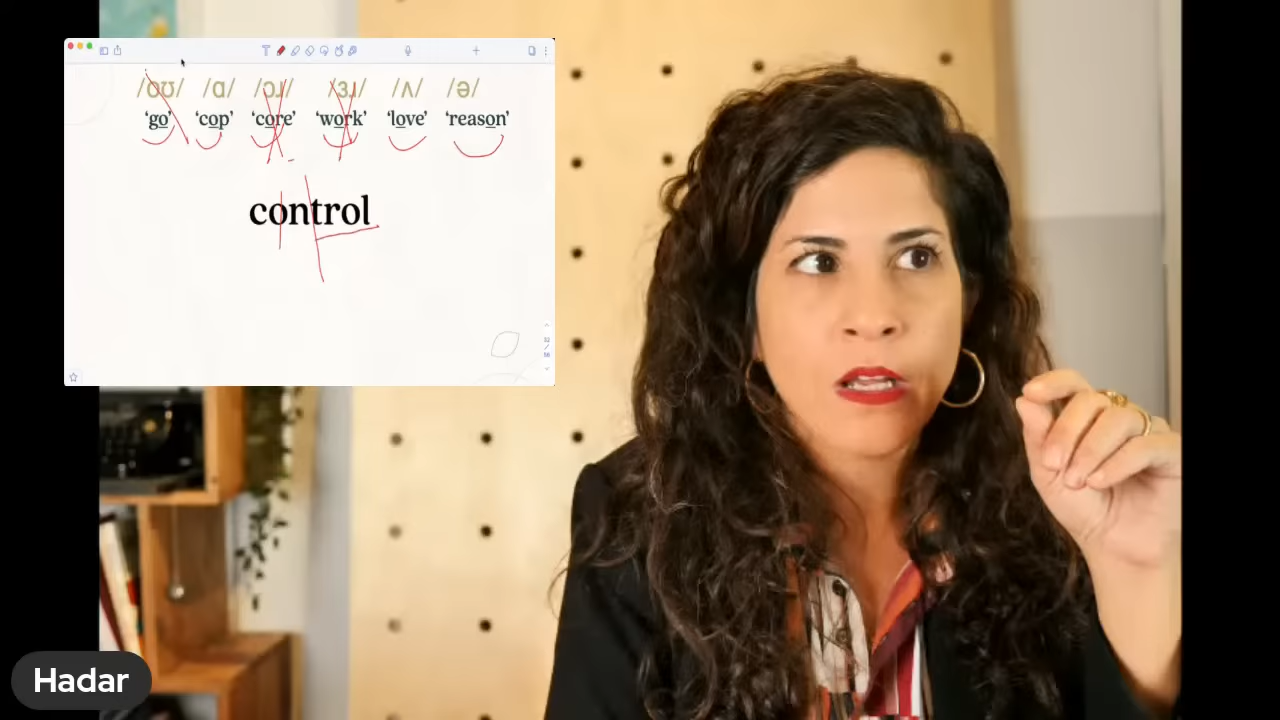 /oʊ/ /ɑ/ /ɔɹ/ /ɜɹ/ /ʌ/ /ə/
‘go’ ‘cop’ ‘core’ ‘work’ ‘love’ ‘reason’
control
Hadar